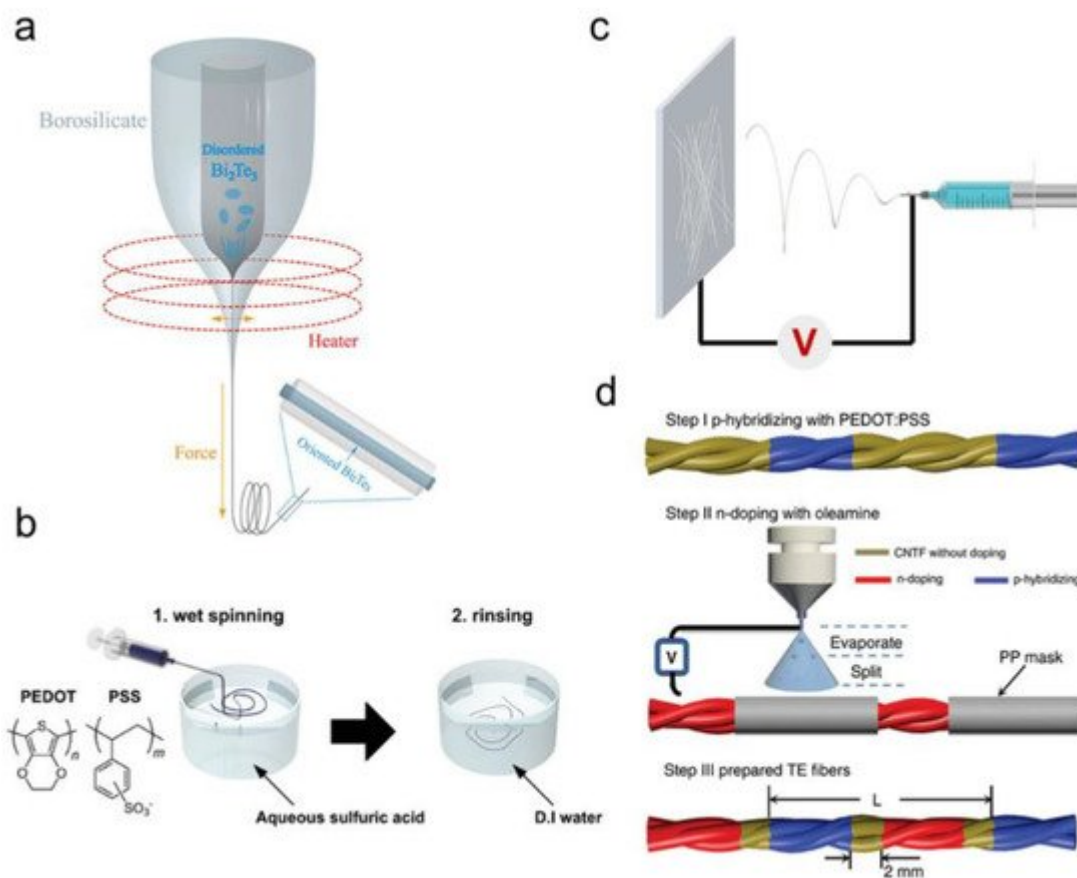 a
Borosilicate
Disordered
Bi₂Te₃
Heater
Force
Oriented Bi₂Te₃
b
1. wet spinning
2. rinsing
PEDOT
PSS
S
O
O
n
m
SO₃⁻
Aqueous sulfuric acid
D.I water
c
V
d
Step I p-hybridizing with PEDOT:PSS
Step II n-doping with oleamine
CNTF without doping
n-doping
p-hybridizing
V
Evaporate
Split
PP mask
Step III prepared TE fibers
L
2 mm